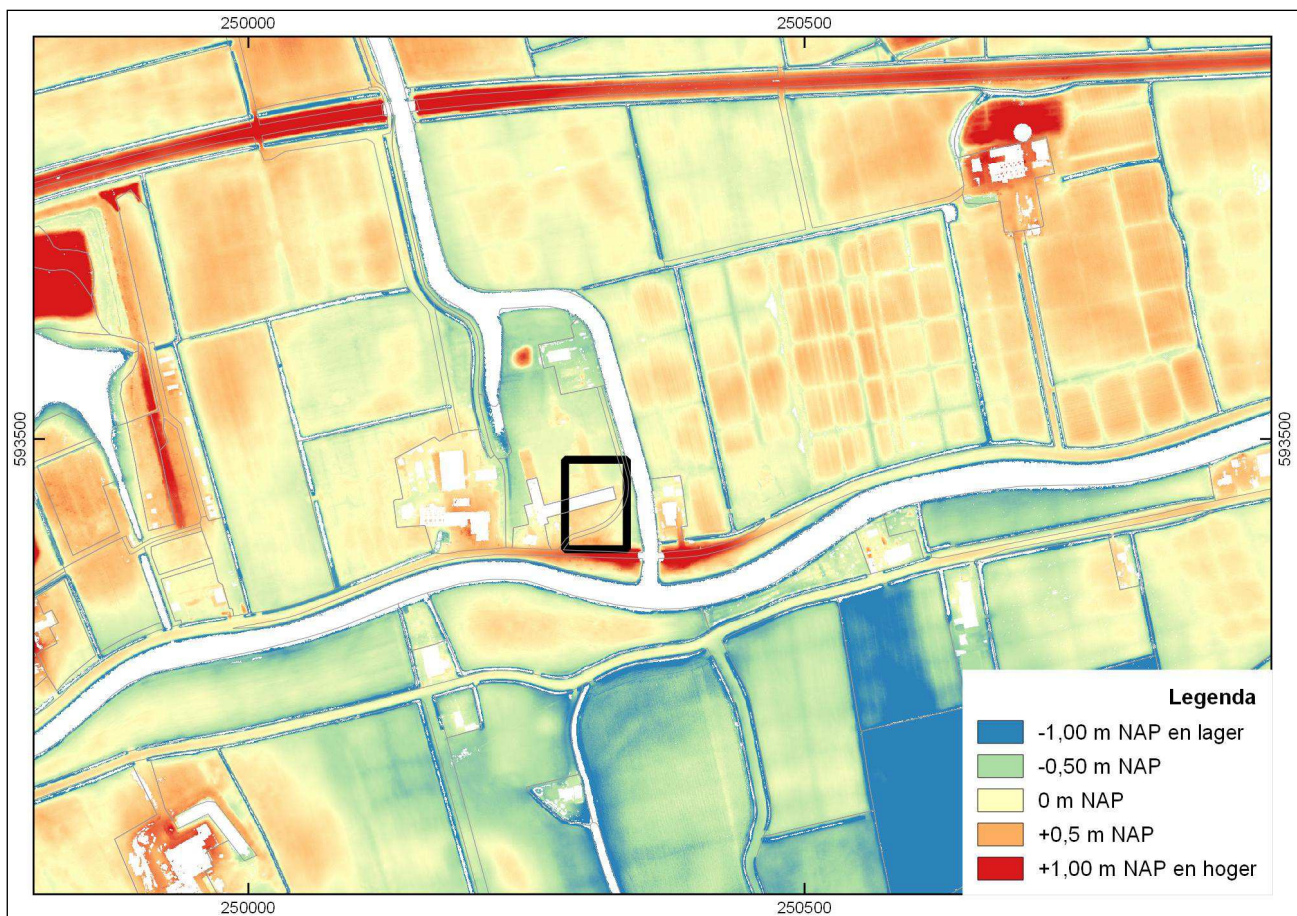 250000
250500
593500
593500
Legenda
-1,00 m NAP en lager
-0,50 m NAP
0 m NAP
+0,5 m NAP
+1,00 m NAP en hoger
250000
250500